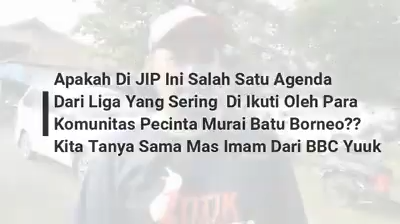 Apakah Di JIP Ini Salah Satu Agenda
Dari Liga Yang Sering Di Ikuti Oleh Para
Komunitas Pecinta Murai Batu Borneo??
Kita Tanya Sama Mas Imam Dari BBC Yuuk